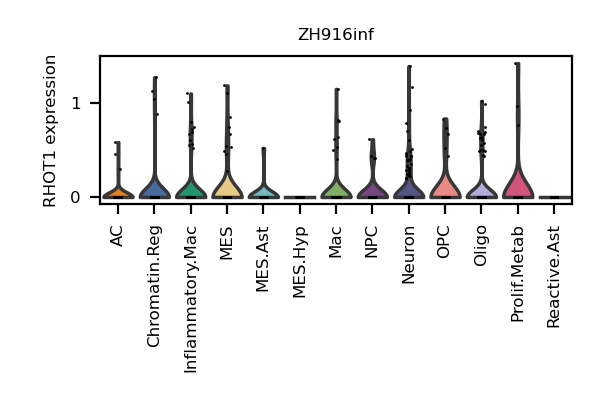 ZH916inf
RHOT1 expression
1
0
AC
Chromatin.Reg
Inflammatory.Mac
MES
MES.Ast
MES.Hyp
Mac
NPC
Neuron
OPC
Oligo
Prolif.Metab
Reactive.Ast